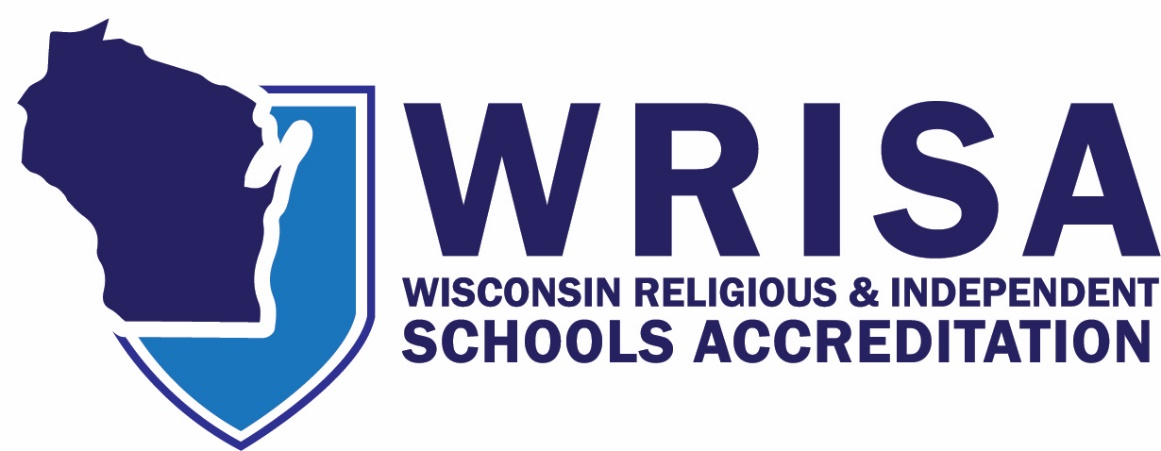 WRISA
WISCONSIN RELIGIOUS & INDEPENDENT
SCHOOLS ACCREDITATION